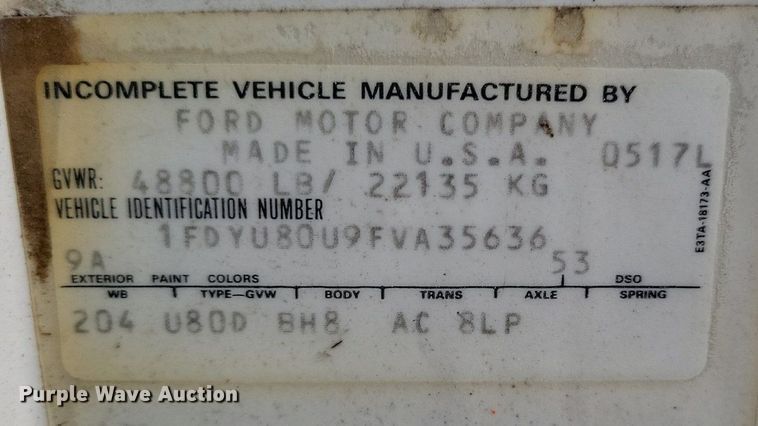 INCOMPLETE VEHICLE MANUFACTURED BY
FORD MOTOR COMPANY
MADE IN U.S.A. Q517L
GVWR: 48800 LB/ 22135 KG
VEHICLE IDENTIFICATION NUMBER
1FDYU80U9FVA35636
9A 53
EXTERIOR PAINT COLORS DSO
WB TYPE—GVW BODY TRANS AXLE SPRING
204 U80D BH8 AC 8LP
E3TA-18173-AA
Purple Wave Auction